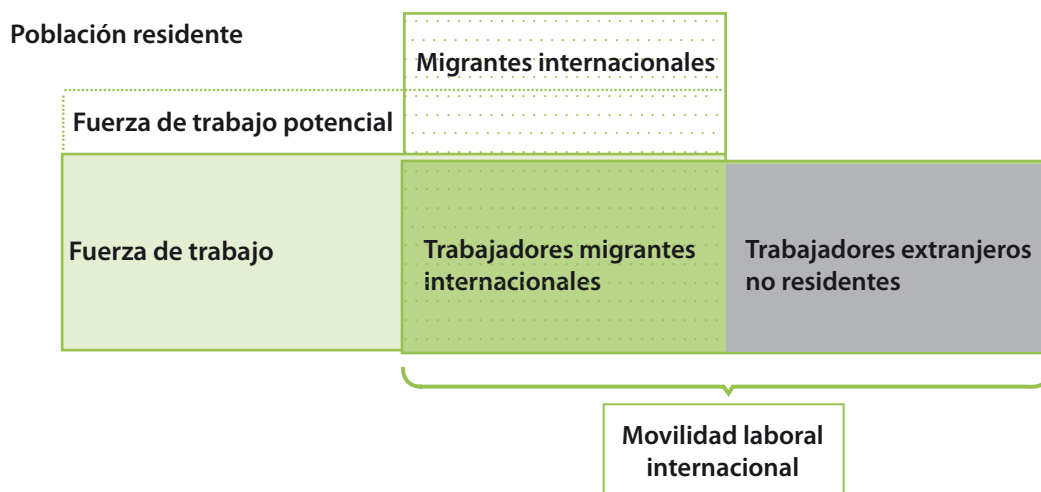 Población residente
Migrantes internacionales
Fuerza de trabajo potencial
Fuerza de trabajo
Trabajadores migrantes
internacionales
Trabajadores extranjeros
no residentes
Movilidad laboral
internacional